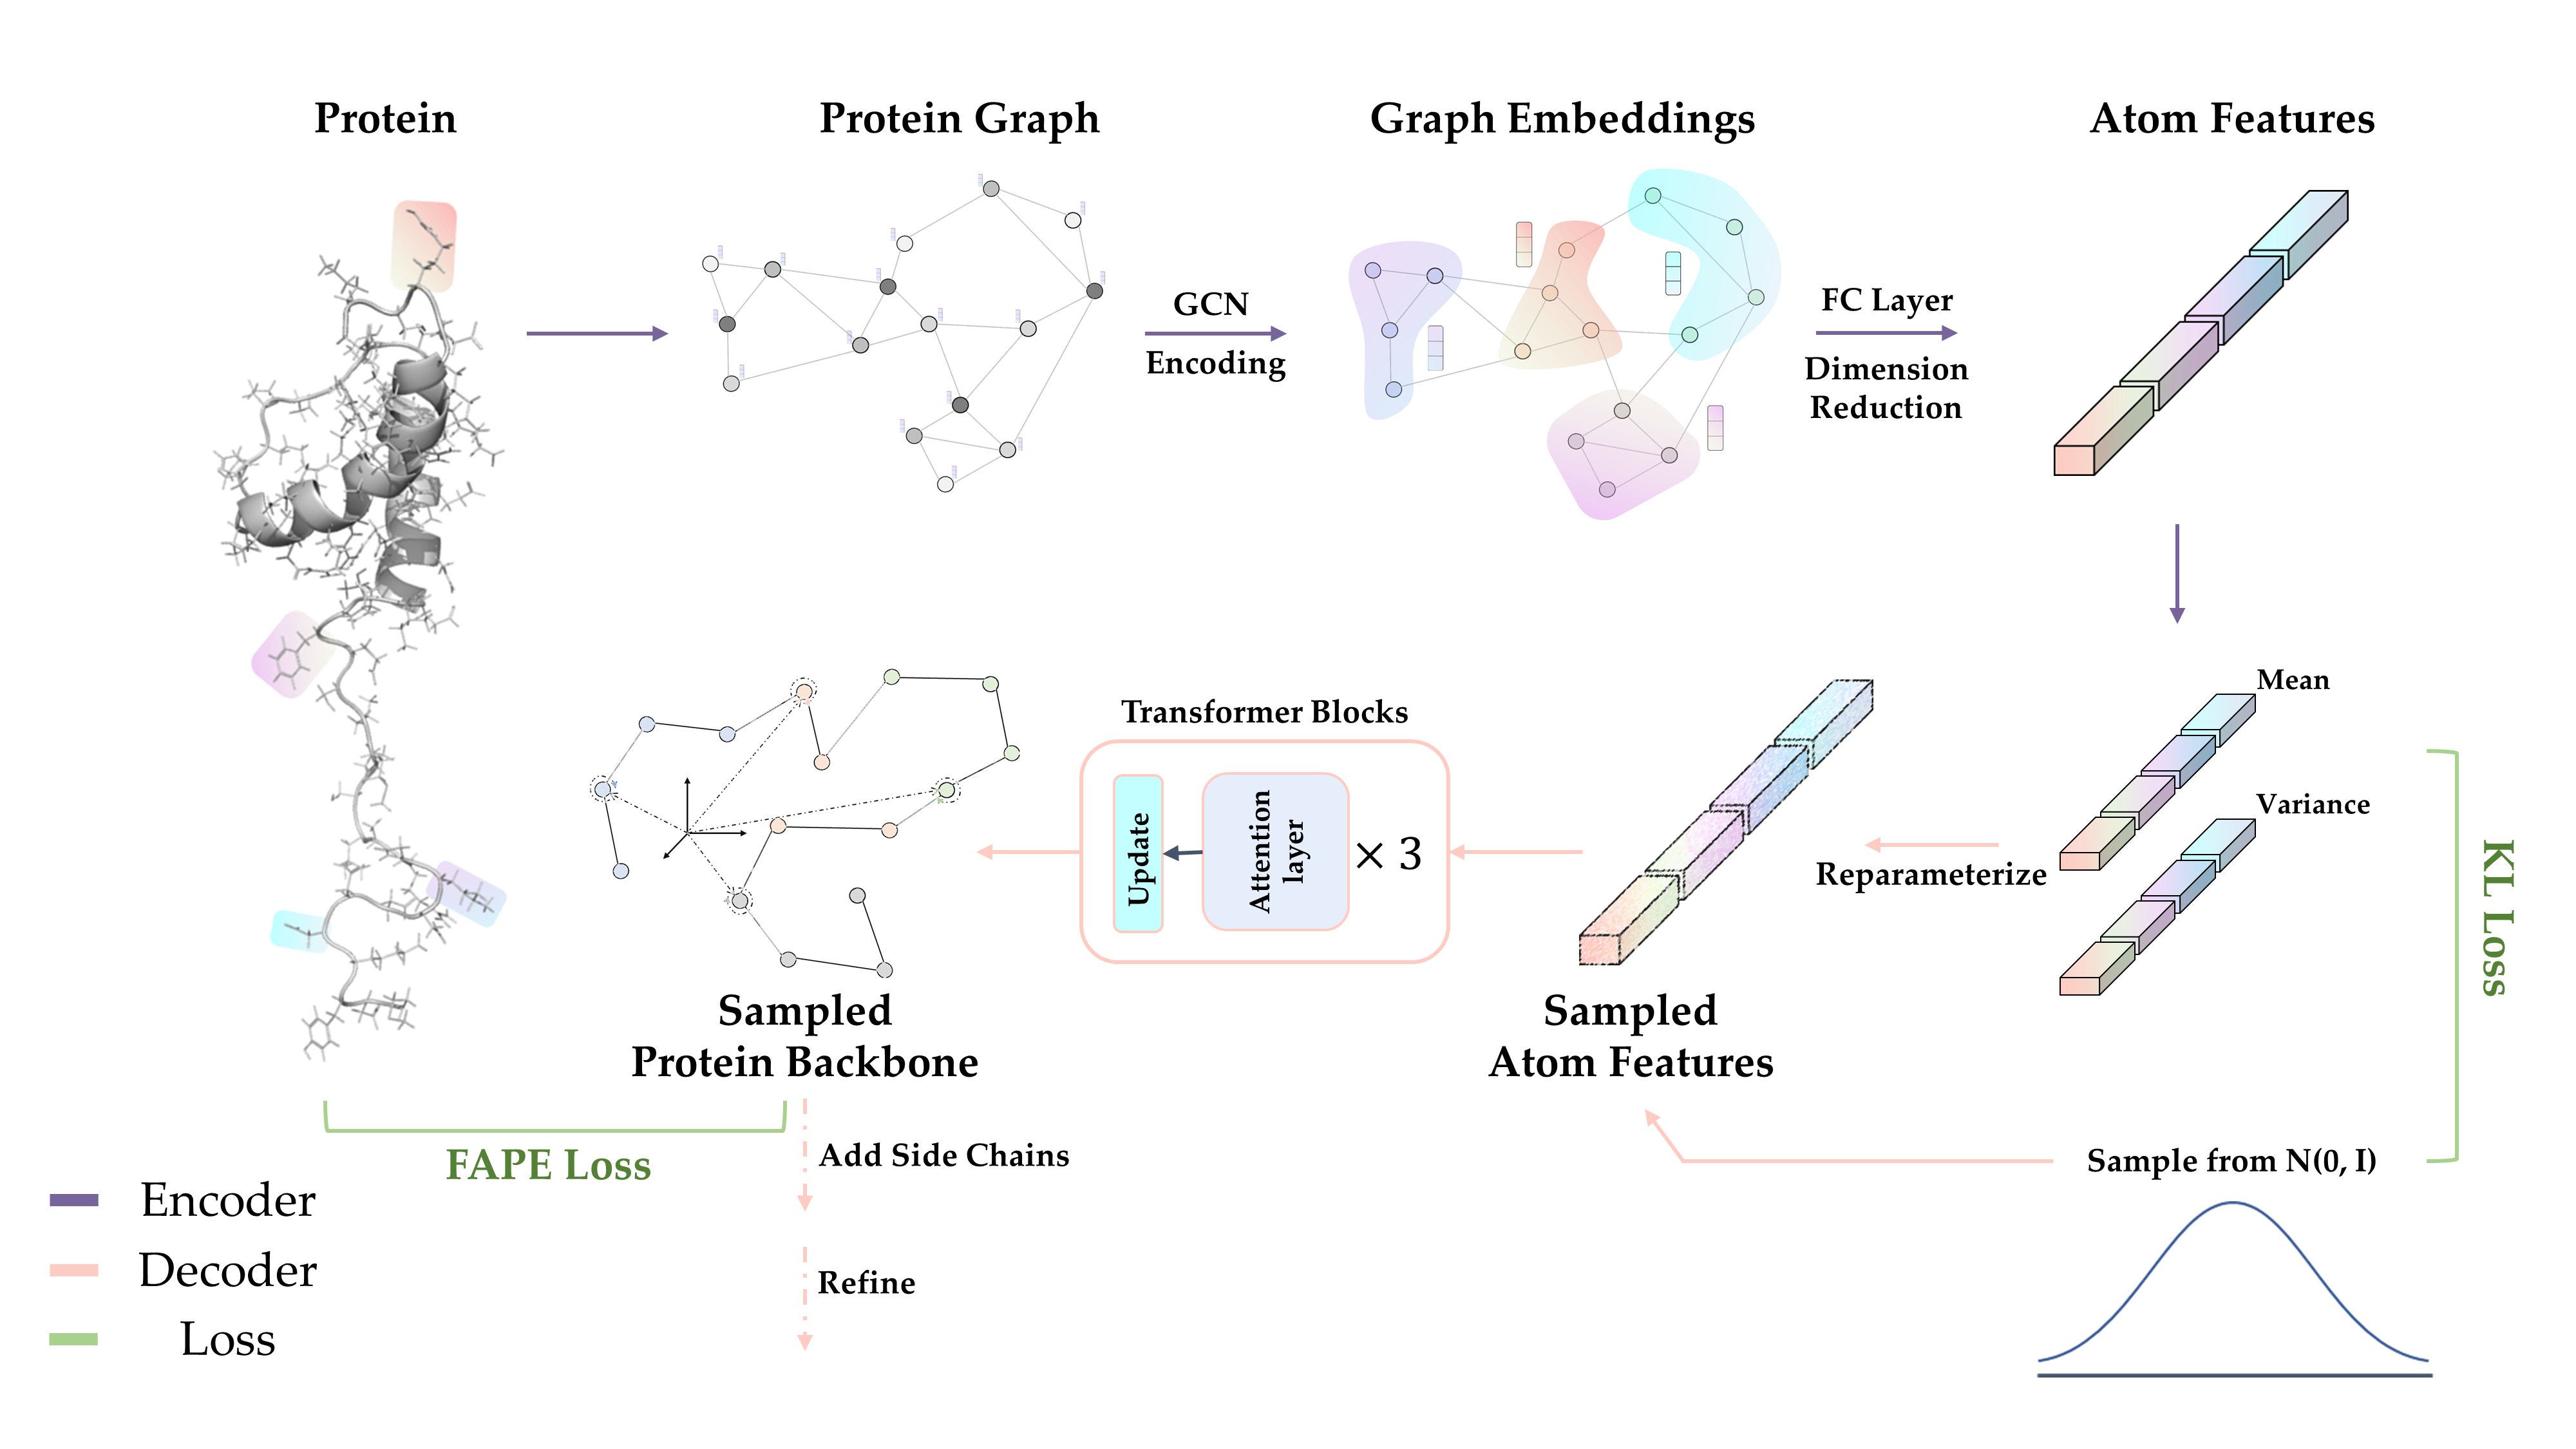 Protein
Protein Graph
Graph Embeddings
Atom Features
GCN
Encoding
FC Layer
Dimension
Reduction
Mean
Variance
Reparameterize
KL Loss
Transformer Blocks
Update
Attention
layer
× 3
Sampled
Protein Backbone
Sampled
Atom Features
Sample from N(0, I)
FAPE Loss
Add Side Chains
Refine
Encoder
Decoder
Loss